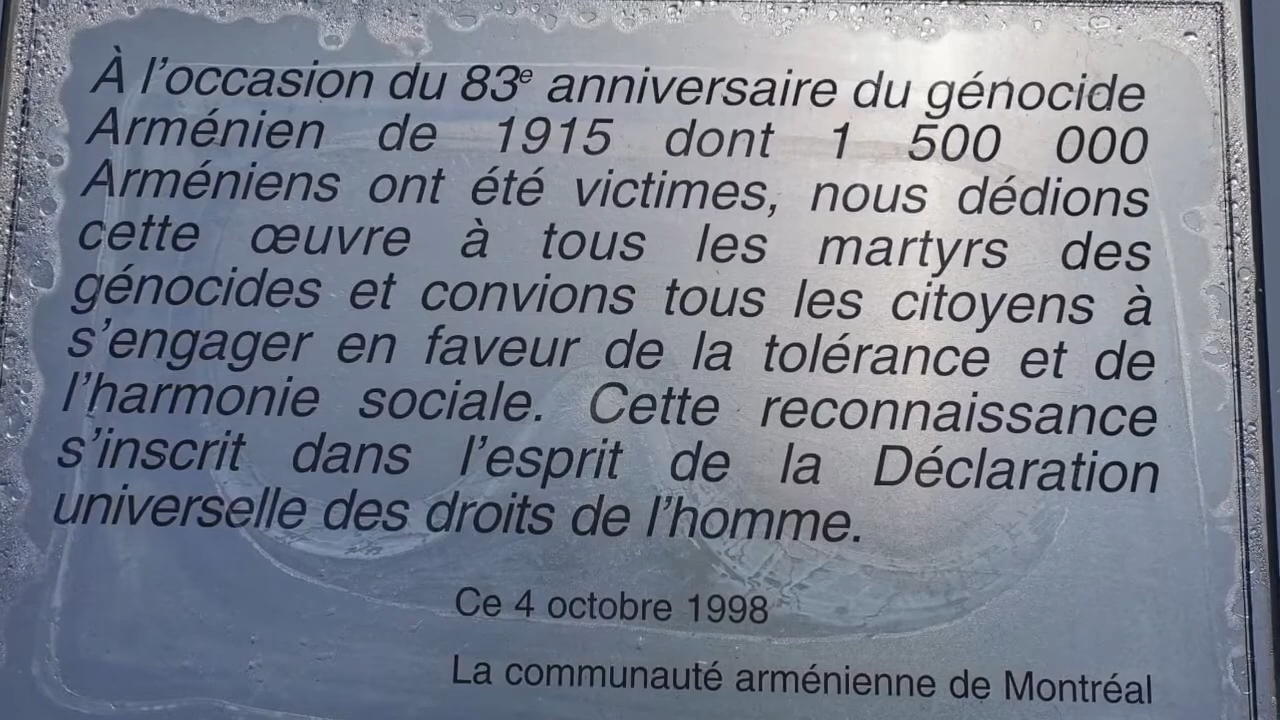 À l'occasion du 83e anniversaire du génocide
Arménien de 1915 dont 1 500 000
Arméniens ont été victimes, nous dédions
cette œuvre à tous les martyrs des
génocides et convions tous les citoyens à
s'engager en faveur de la tolérance et de
l'harmonie sociale. Cette reconnaissance
s'inscrit dans l'esprit de la Déclaration
universelle des droits de l'homme.
Ce 4 octobre 1998
La communauté arménienne de Montréal